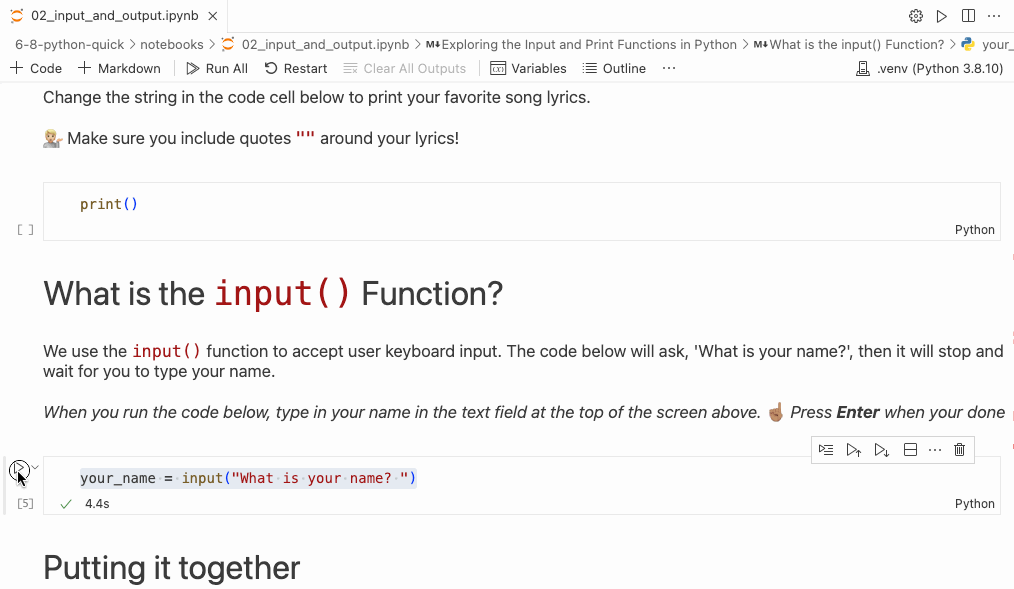 02_input_and_output.ipynb
6-8-python-quick > notebooks > 02_input_and_output.ipynb > M↓Exploring the Input and Print Functions in Python > M↓What is the input() Function? > your_
Code Markdown Run All Restart Clear All Outputs Variables Outline ... .venv (Python 3.8.10)
Change the string in the code cell below to print your favorite song lyrics.
Make sure you include quotes "" around your lyrics!
print()
[ ] Python
What is the input() Function?
We use the input() function to accept user keyboard input. The code below will ask, 'What is your name?', then it will stop and
wait for you to type your name.
When you run the code below, type in your name in the text field at the top of the screen above. ☝🏽 Press Enter when your done
your_name = input("What is your name? ")
[5] ✓ 4.4s Python
Putting it together